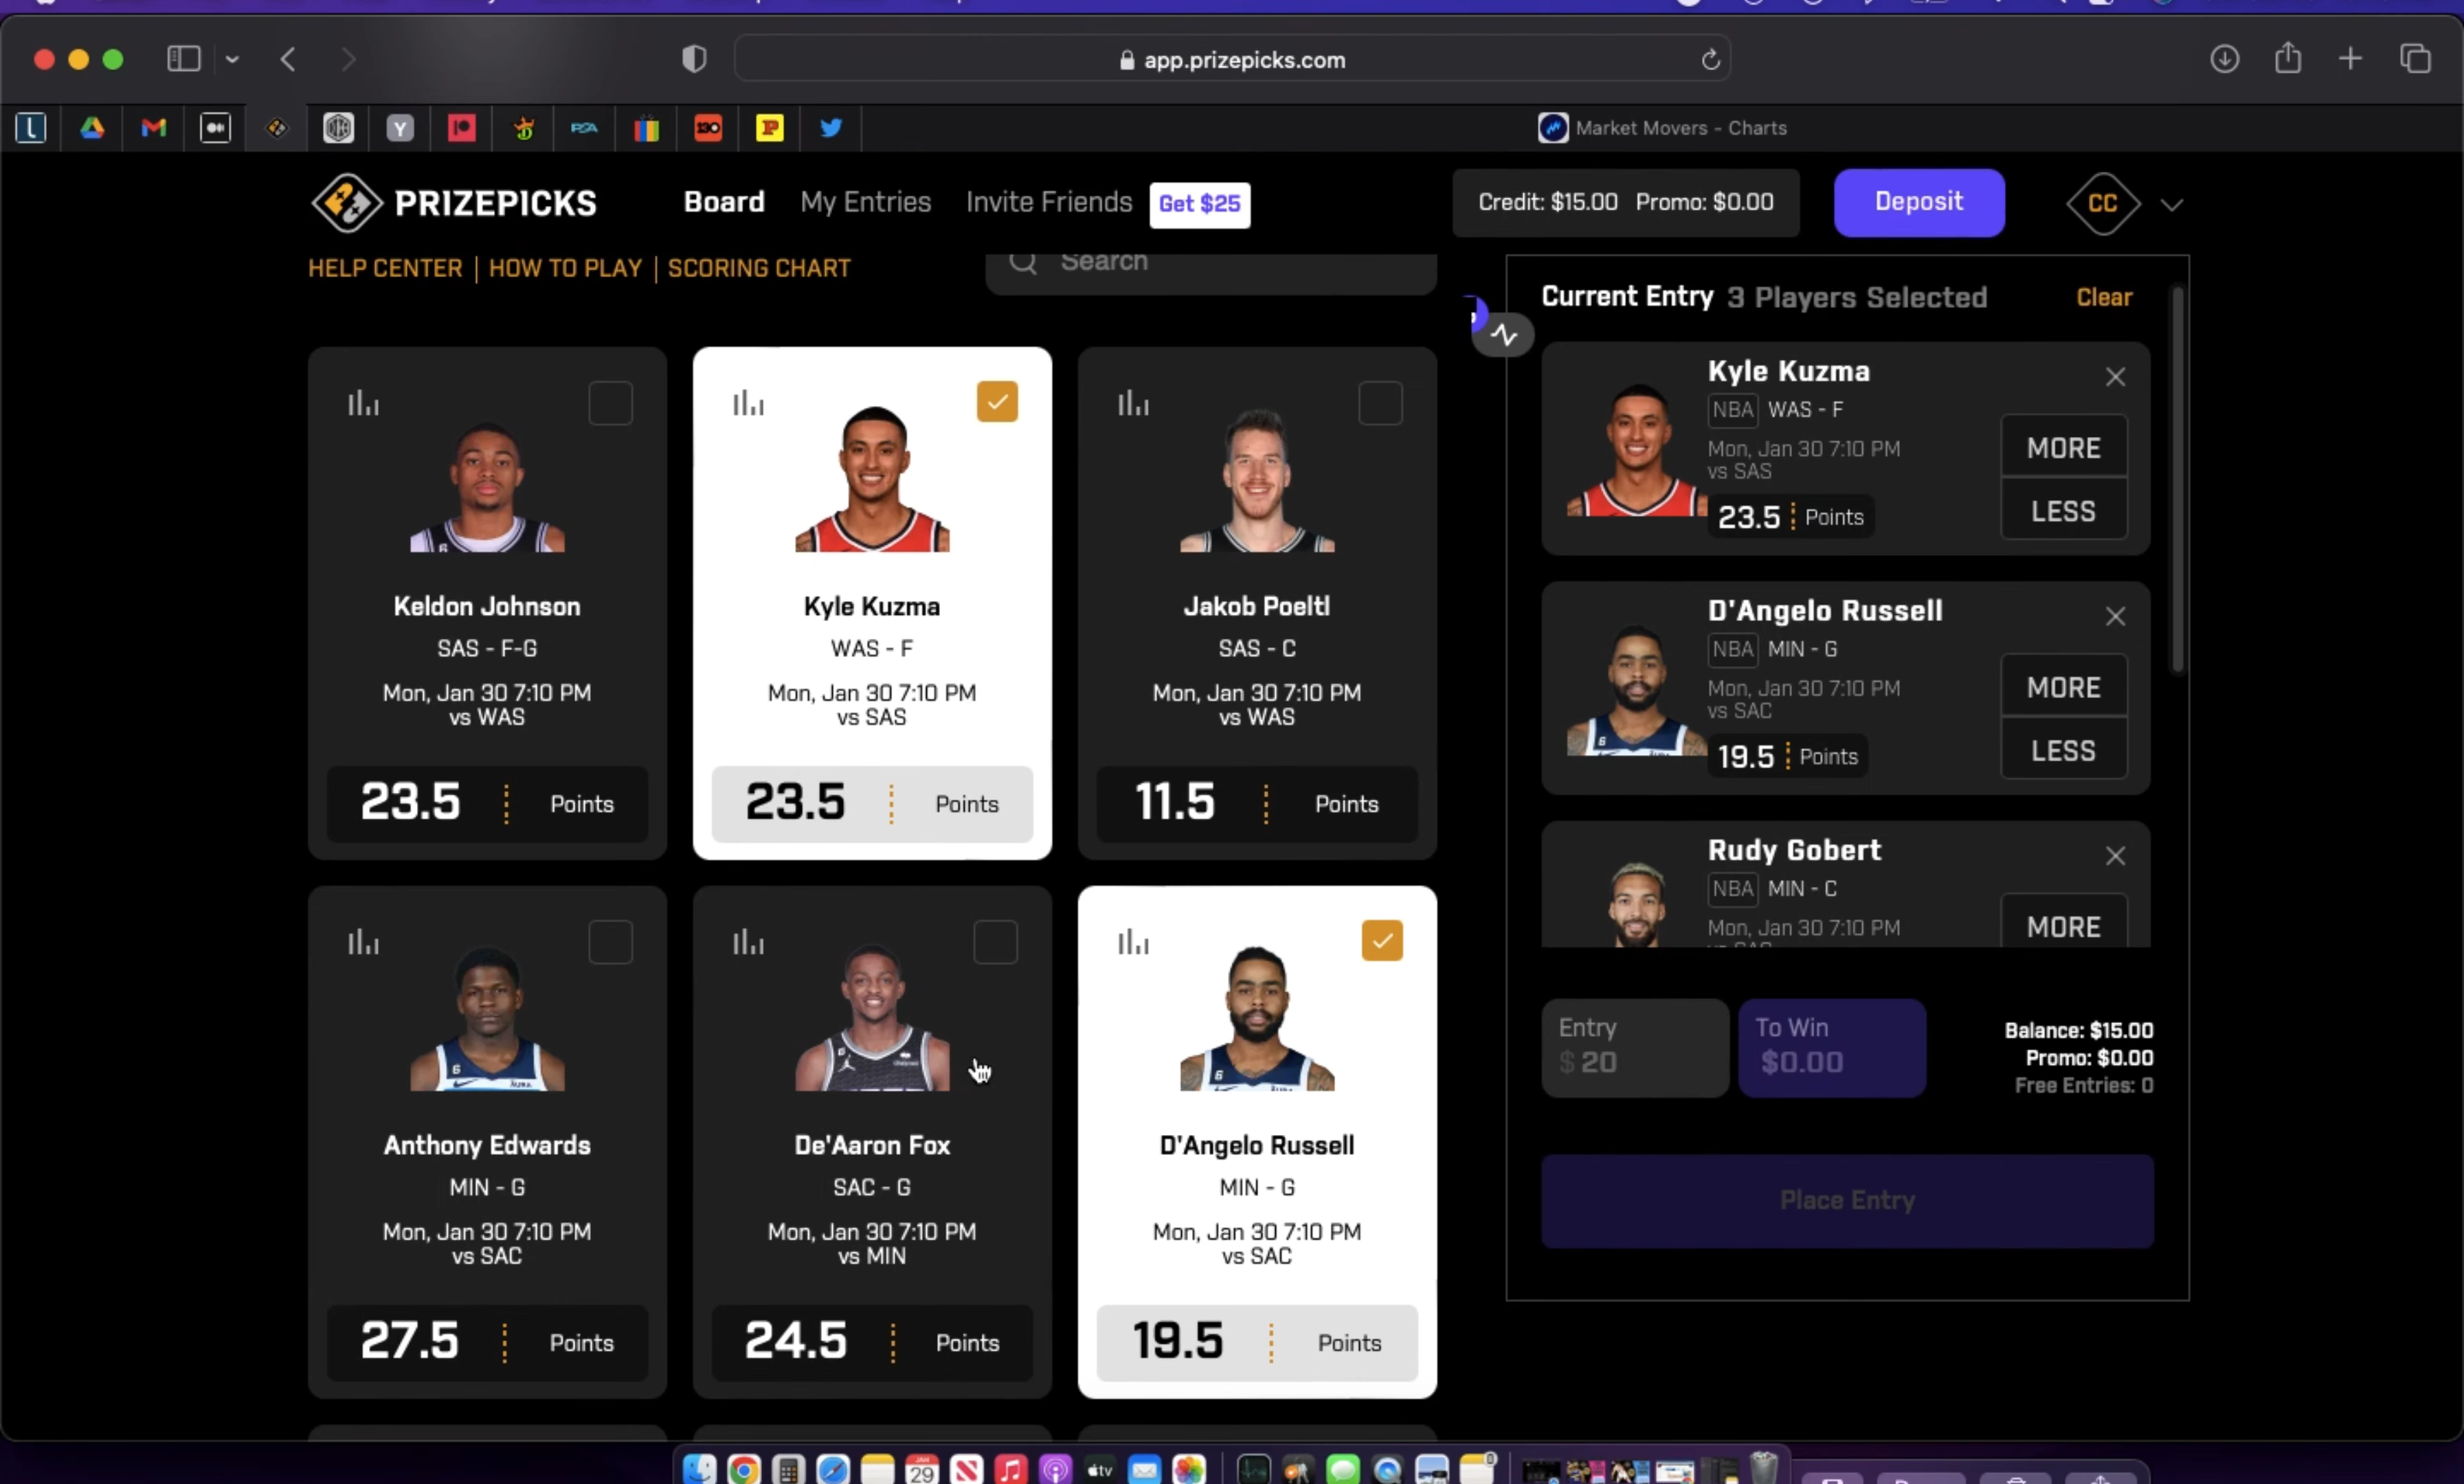 app.prizepicks.com
Market Movers - Charts
PRIZEPICKS
Board
My Entries
Invite Friends
Get $25
Credit: $15.00
Promo: $0.00
Deposit
CC
HELP CENTER | HOW TO PLAY | SCORING CHART
Search
Keldon Johnson
SAS - F-G
Mon, Jan 30 7:10 PM
vs WAS
23.5
Points
Kyle Kuzma
WAS - F
Mon, Jan 30 7:10 PM
vs SAS
23.5
Points
Jakob Poeltl
SAS - C
Mon, Jan 30 7:10 PM
vs WAS
11.5
Points
Anthony Edwards
MIN - G
Mon, Jan 30 7:10 PM
vs SAC
27.5
Points
De'Aaron Fox
SAC - G
Mon, Jan 30 7:10 PM
vs MIN
24.5
Points
D'Angelo Russell
MIN - G
Mon, Jan 30 7:10 PM
vs SAC
19.5
Points
Current Entry 3 Players Selected
Clear
Kyle Kuzma
NBA WAS - F
Mon, Jan 30 7:10 PM
vs SAS
23.5 Points
MORE
LESS
D'Angelo Russell
NBA MIN - G
Mon, Jan 30 7:10 PM
vs SAC
19.5 Points
MORE
LESS
Rudy Gobert
NBA MIN - C
Mon, Jan 30 7:10 PM
MORE
Entry
$ 20
To Win
$0.00
Balance: $15.00
Promo: $0.00
Free Entries: 0
Place Entry
JAN
29
tv